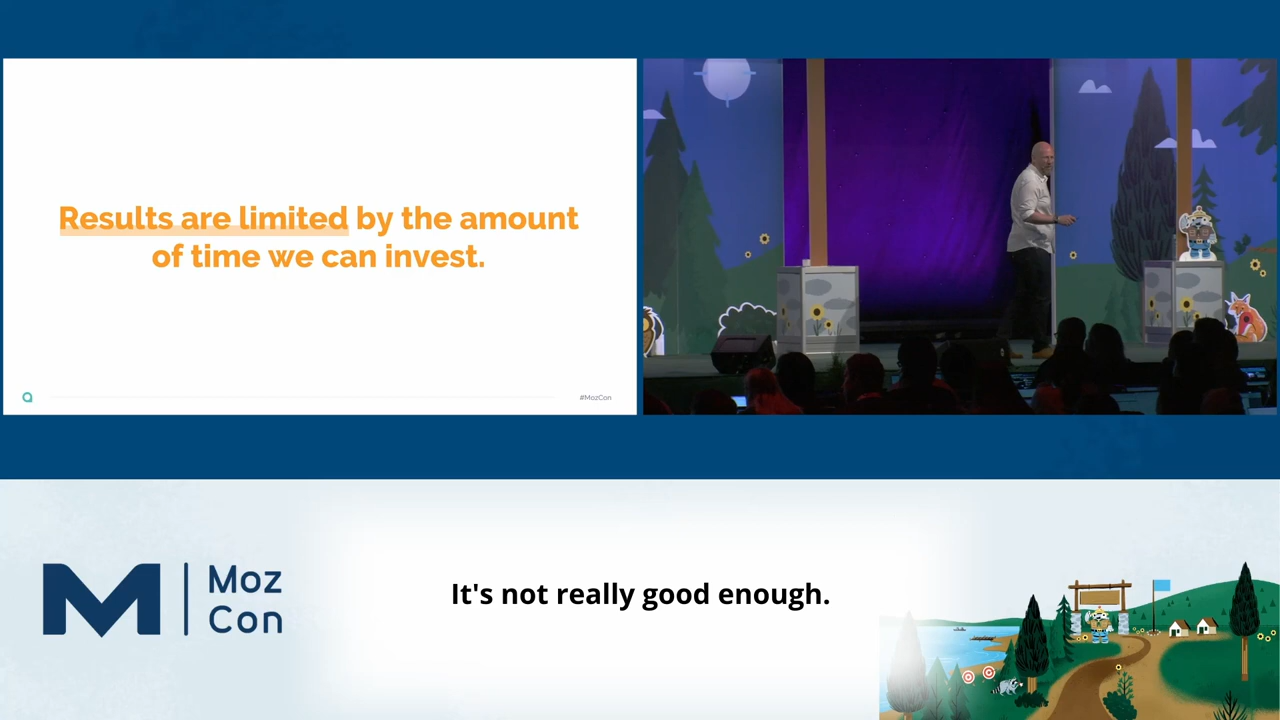 Results are limited by the amount
of time we can invest.
#MozCon
Moz
Con
It's not really good enough.